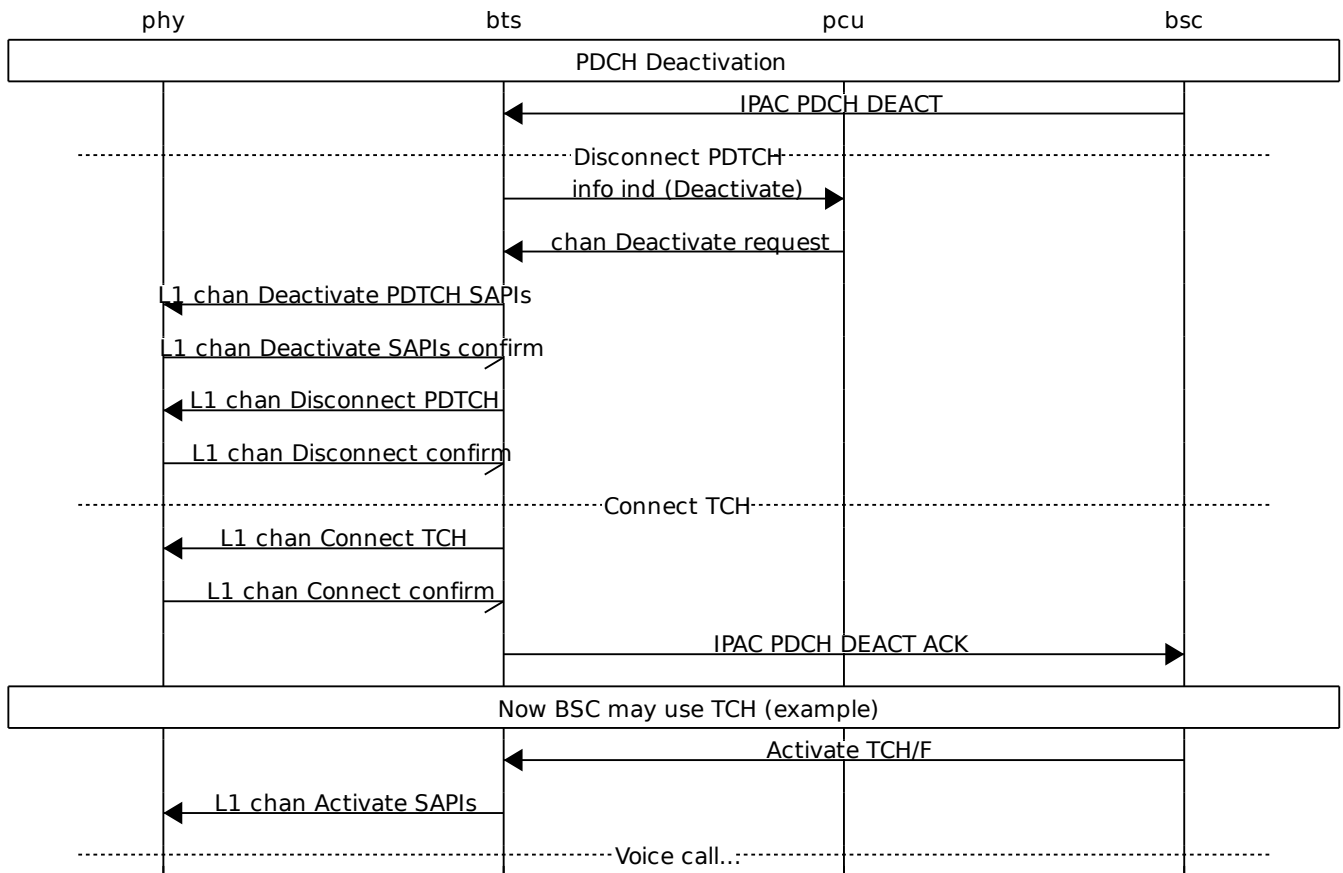 phy bts pcu bsc
PDCH Deactivation
IPAC PDCH DEACT
Disconnect PDTCH
info ind (Deactivate)
chan Deactivate request
L1 chan Deactivate PDTCH SAPIs
L1 chan Deactivate SAPIs confirm
L1 chan Disconnect PDTCH
L1 chan Disconnect confirm
Connect TCH
L1 chan Connect TCH
L1 chan Connect confirm
IPAC PDCH DEACT ACK
Now BSC may use TCH (example)
Activate TCH/F
L1 chan Activate SAPIs
Voice call...